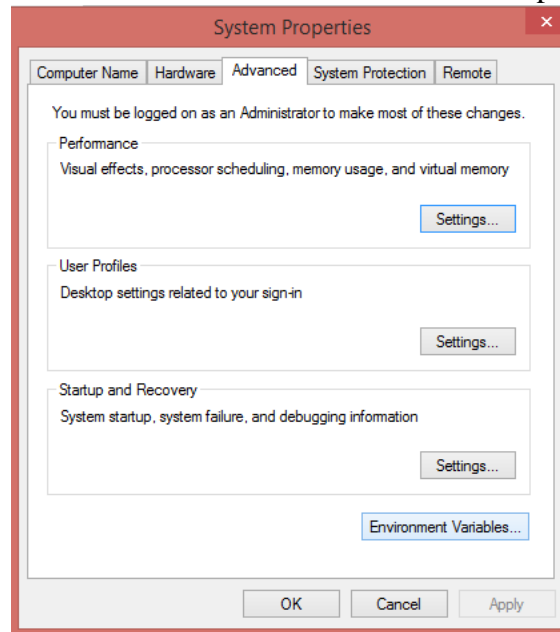 System Properties
Computer Name Hardware Advanced System Protection Remote
You must be logged on as an Administrator to make most of these changes.
Performance
Visual effects, processor scheduling, memory usage, and virtual memory
Settings...
User Profiles
Desktop settings related to your sign-in
Settings...
Startup and Recovery
System startup, system failure, and debugging information
Settings...
Environment Variables...
OK Cancel Apply